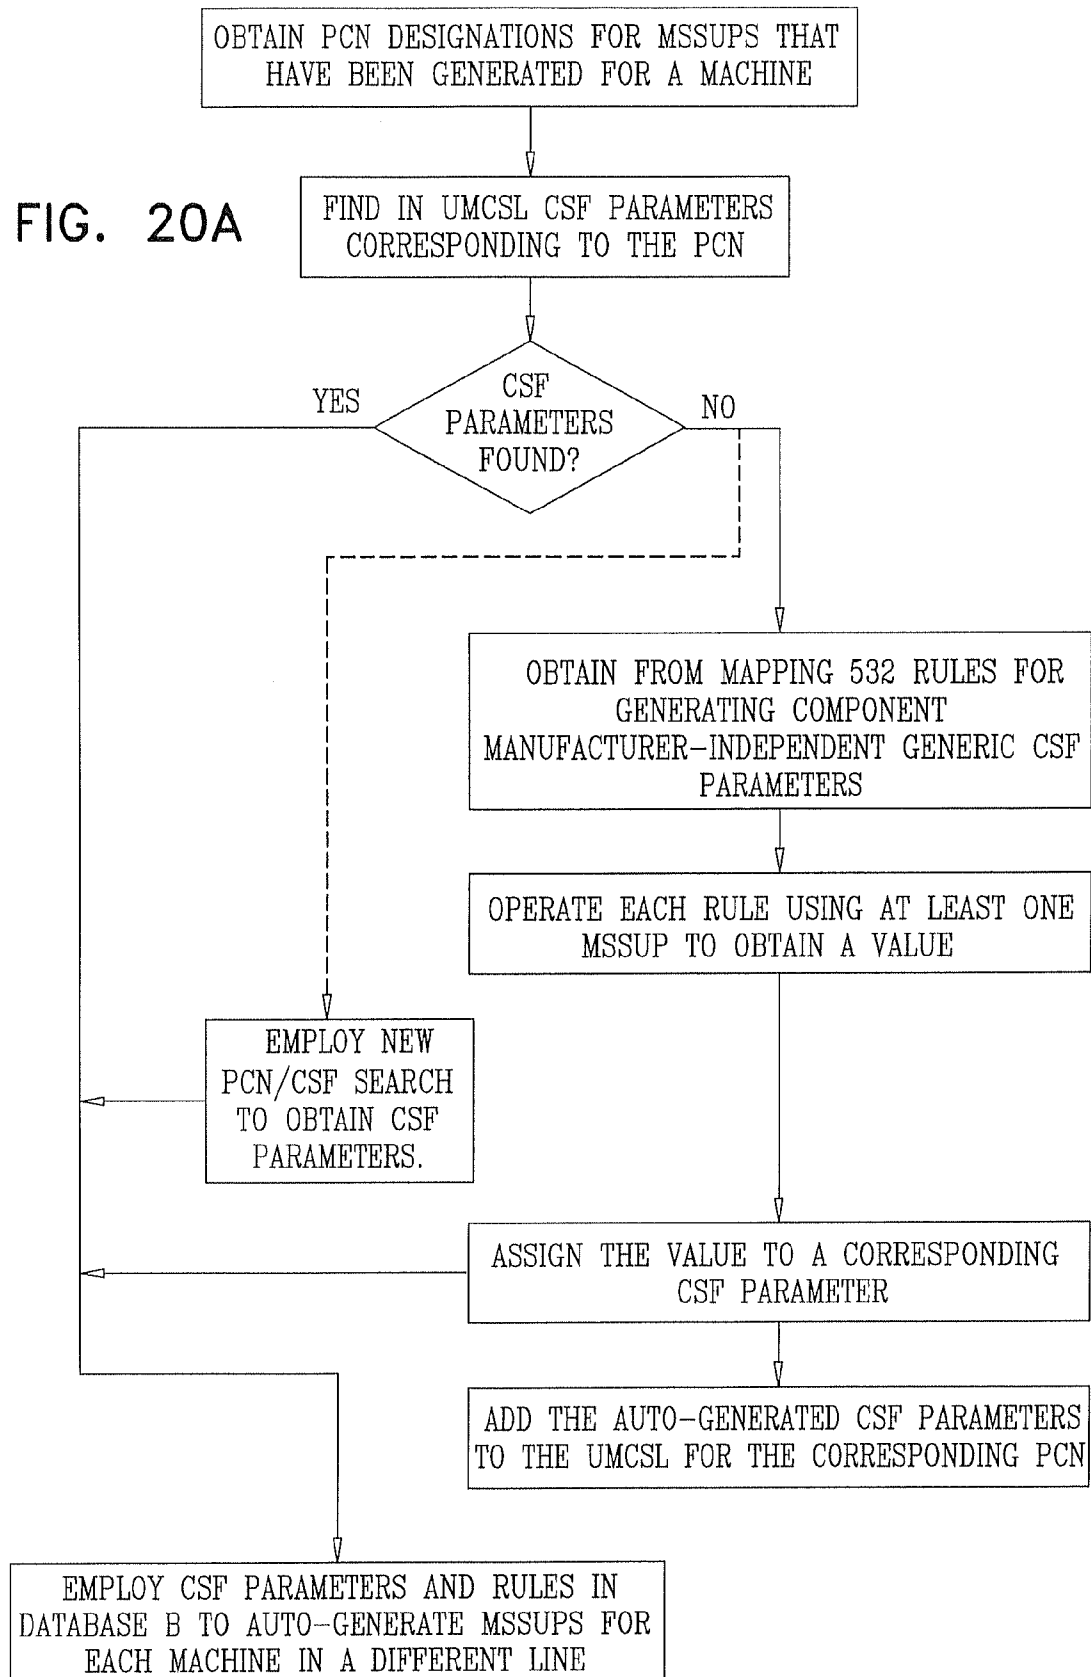 OBTAIN PCN DESIGNATIONS FOR MSSUPS THAT
HAVE BEEN GENERATED FOR A MACHINE
FIG. 20A
FIND IN UMCSL CSF PARAMETERS
CORRESPONDING TO THE PCN
YES
CSF
PARAMETERS
FOUND?
NO
OBTAIN FROM MAPPING 532 RULES FOR
GENERATING COMPONENT
MANUFACTURER-INDEPENDENT GENERIC CSF
PARAMETERS
OPERATE EACH RULE USING AT LEAST ONE
MSSUP TO OBTAIN A VALUE
EMPLOY NEW
PCN/CSF SEARCH
TO OBTAIN CSF
PARAMETERS.
ASSIGN THE VALUE TO A CORRESPONDING
CSF PARAMETER
ADD THE AUTO-GENERATED CSF PARAMETERS
TO THE UMCSL FOR THE CORRESPONDING PCN
EMPLOY CSF PARAMETERS AND RULES IN
DATABASE B TO AUTO-GENERATE MSSUPS FOR
EACH MACHINE IN A DIFFERENT LINE